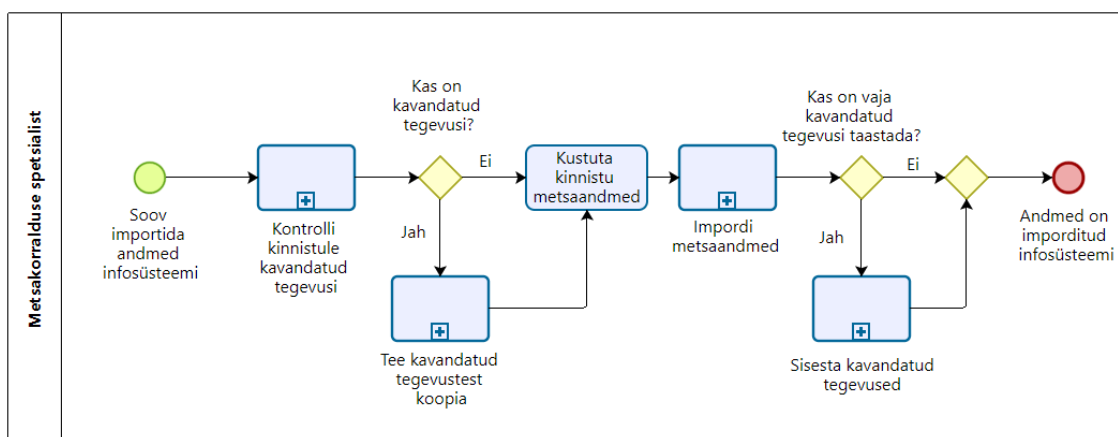 Metsakorralduse spetsialist
Soov
importida
andmed
infosüsteemi
Kontrolli
kinnistule
kavandatud
tegevusi
Kas on
kavandatud
tegevusi?
Ei
Jah
Tee kavandatud
tegevustest
koopia
Kustuta
kinnistu
metsaandmed
Impordi
metsaandmed
Kas on vaja
kavandatud
tegevusi taastada?
Ei
Jah
Sisesta kavandatud
tegevused
Andmed on
imporditud
infosüsteemi